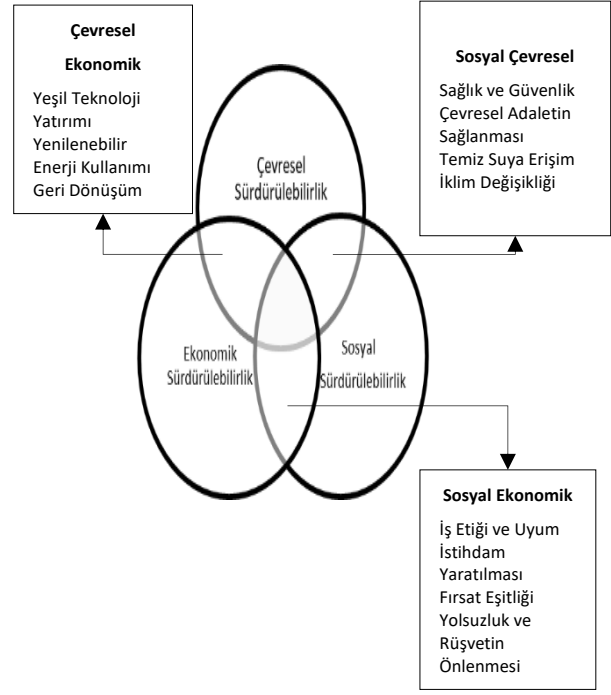 Çevresel
Ekonomik
Yeşil Teknoloji
Yatırımı
Yenilenebilir
Enerji Kullanımı
Geri Dönüşüm
Sosyal Çevresel
Sağlık ve Güvenlik
Çevresel Adaletin
Sağlanması
Temiz Suya Erişim
İklim Değişikliği
Çevresel
Sürdürülebilirlik
Ekonomik
Sürdürülebilirlik
Sosyal
Sürdürülebilirlik
Sosyal Ekonomik
İş Etiği ve Uyum
İstihdam
Yaratılması
Fırsat Eşitliği
Yolsuzluk ve
Rüşvetin
Önlenmesi